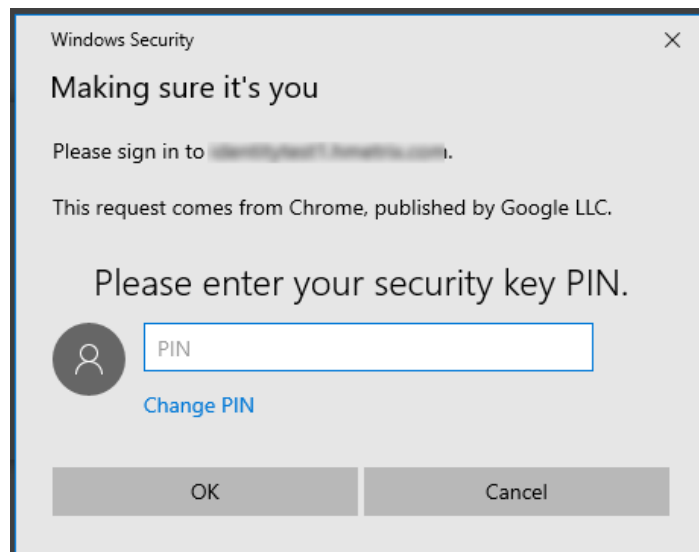 Windows Security
Making sure it's you
Please sign in to
This request comes from Chrome, published by Google LLC.
Please enter your security key PIN.
PIN
Change PIN
OK Cancel